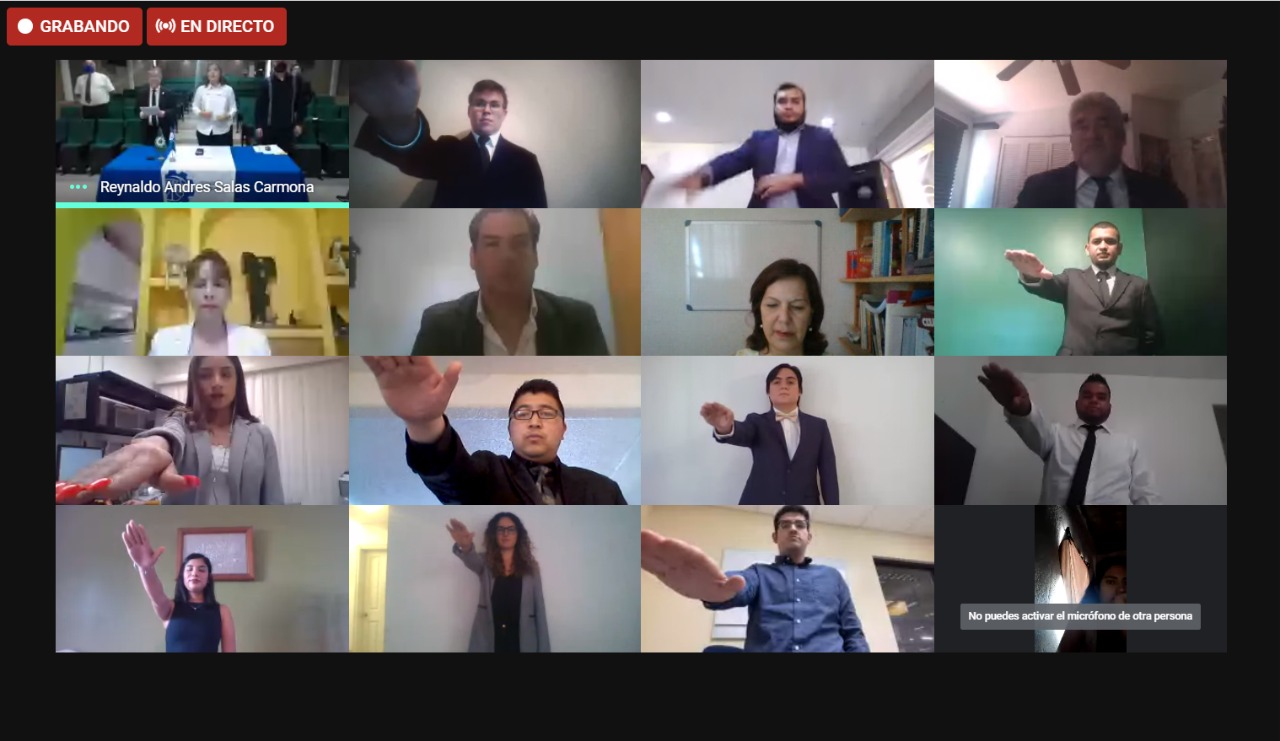 GRABANDO
EN DIRECTO
Reynaldo Andres Salas Carmona
No puedes activar el micrófono de otra persona